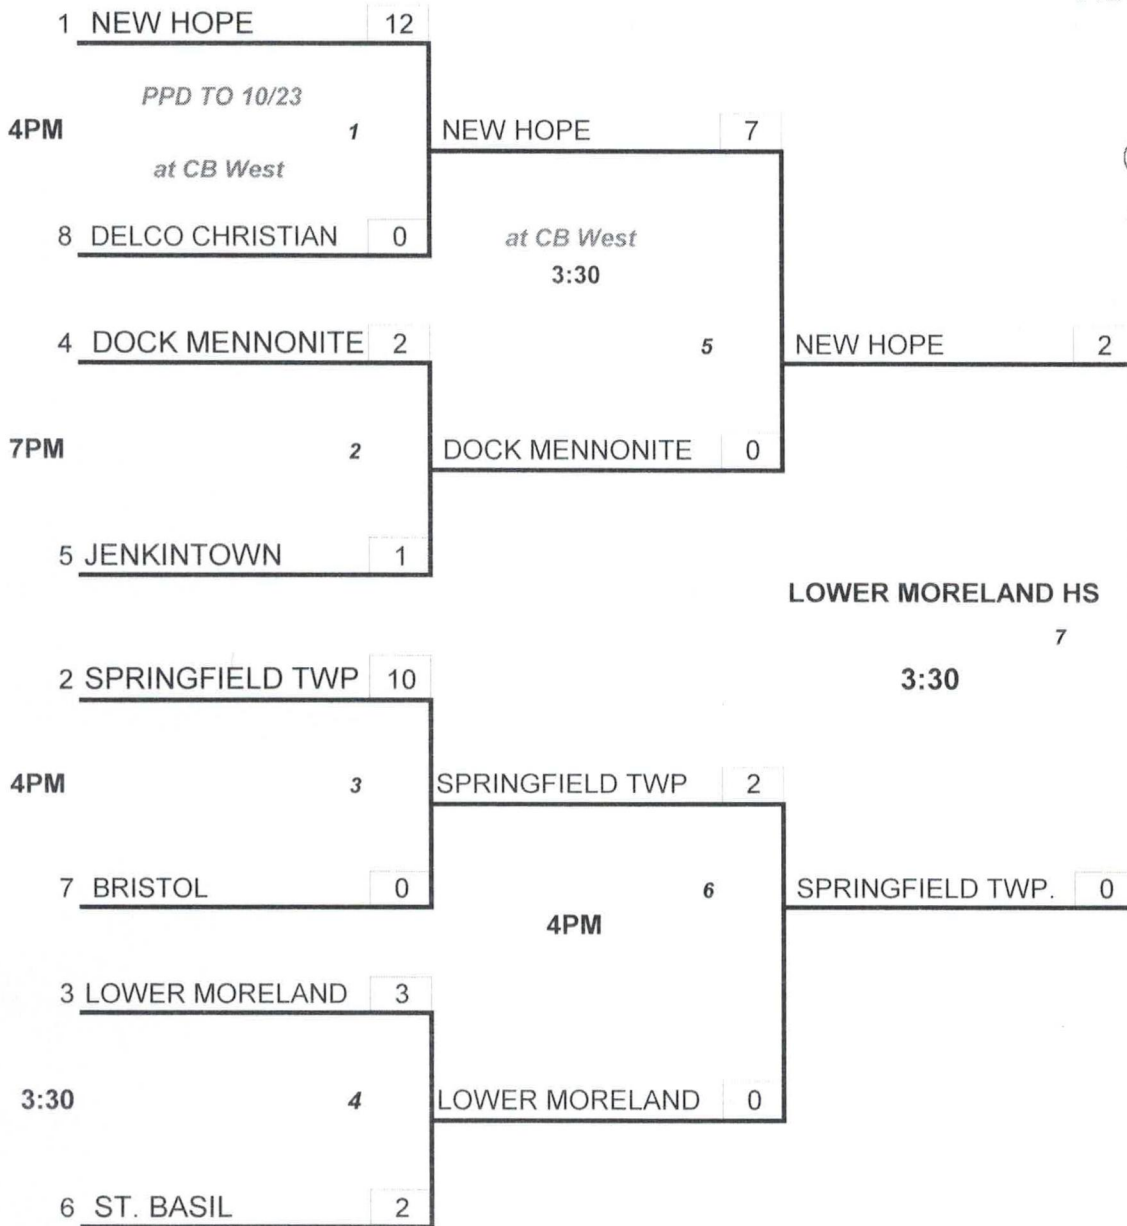 1 NEW HOPE 12
PPD TO 10/23
4PM 1
at CB West
8 DELCO CHRISTIAN 0
NEW HOPE 7
at CB West
3:30
4 DOCK MENNONITE 2
5
NEW HOPE 2
7PM 2
DOCK MENNONITE 0
5 JENKINTOWN 1
LOWER MORELAND HS
7
3:30
2 SPRINGFIELD TWP 10
4PM 3
SPRINGFIELD TWP 2
7 BRISTOL 0
6
4PM
SPRINGFIELD TWP. 0
3 LOWER MORELAND 3
3:30 4
LOWER MORELAND 0
6 ST. BASIL 2